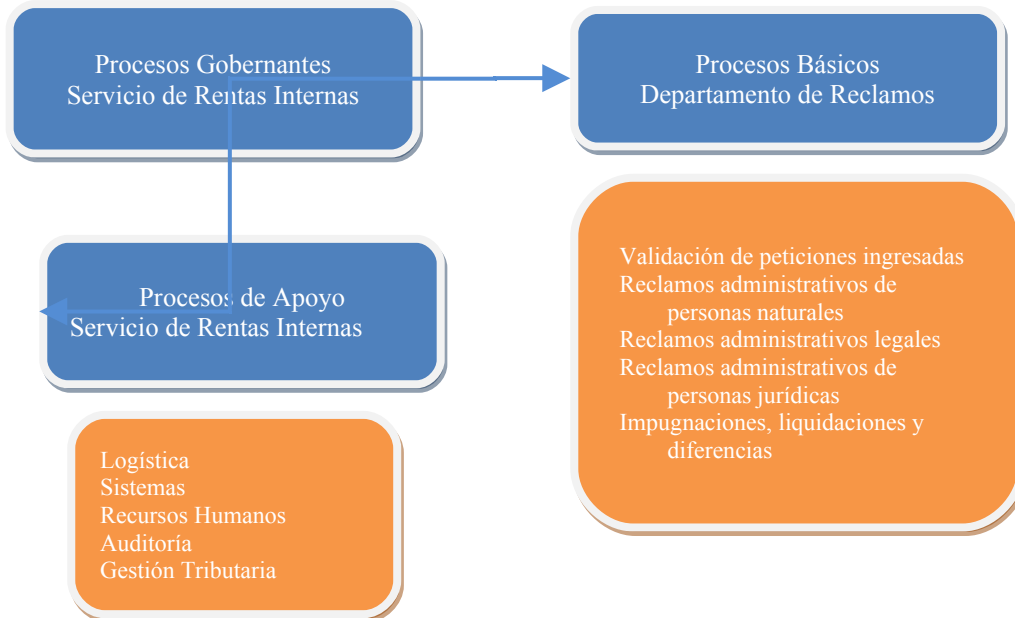 Procesos Gobernantes
Servicio de Rentas Internas
Procesos Básicos
Departamento de Reclamos
Procesos de Apoyo
Servicio de Rentas Internas
Validación de peticiones ingresadas
Reclamos administrativos de
personas naturales
Reclamos administrativos legales
Reclamos administrativos de
personas jurídicas
Impugnaciones, liquidaciones y
diferencias
Logística
Sistemas
Recursos Humanos
Auditoría
Gestión Tributaria